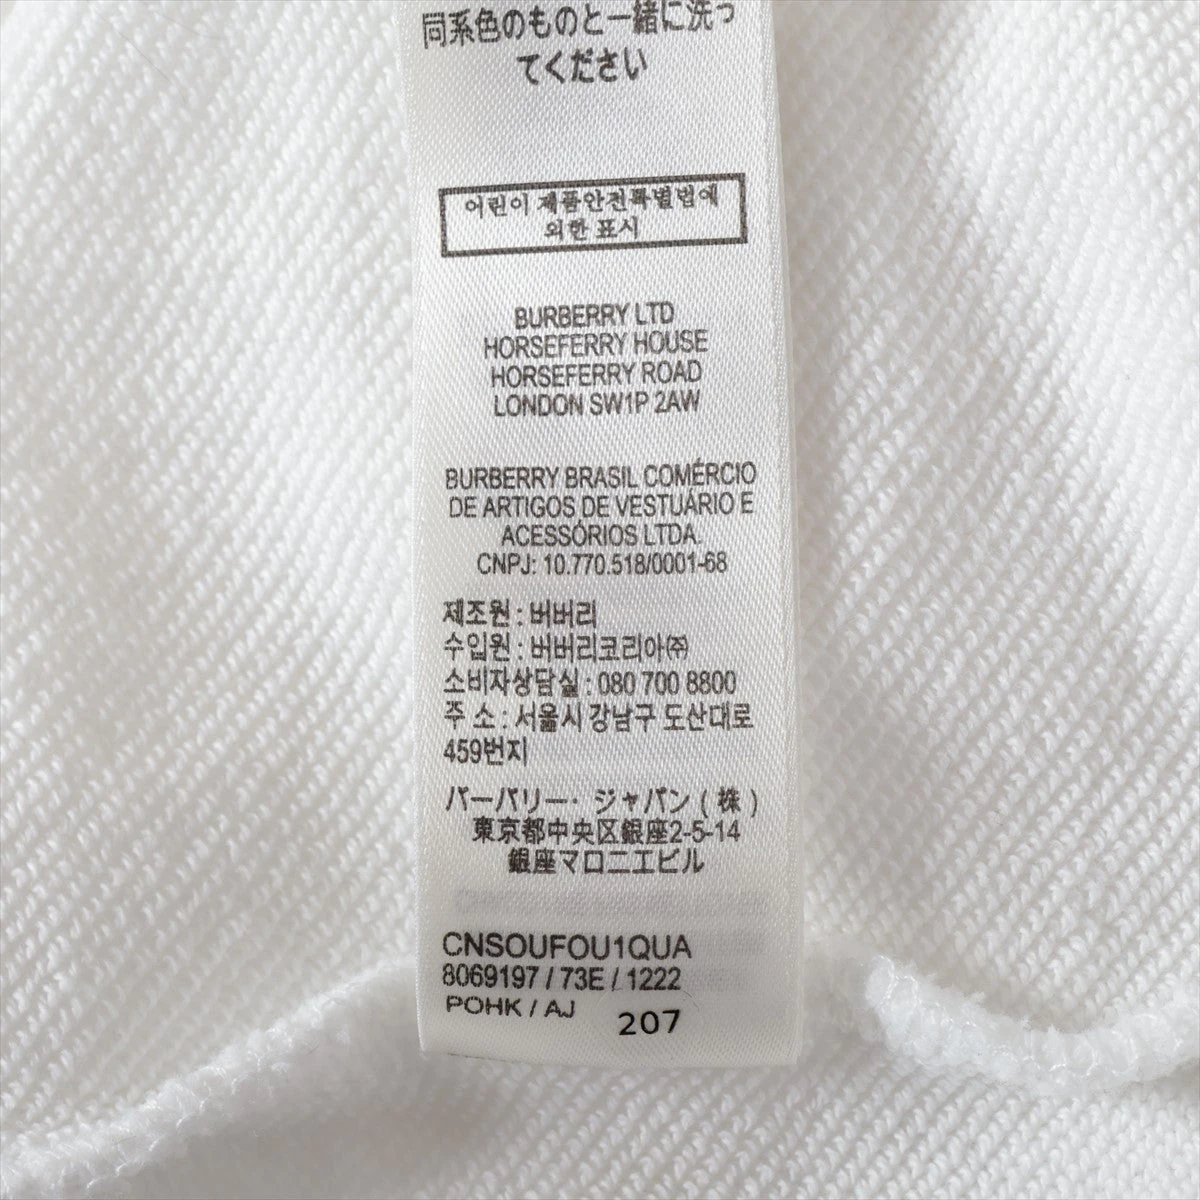 同系色のものと一緒に洗っ
てください
어린이 제품안전특별법에
의한 표시
BURBERRY LTD
HORSEFERRY HOUSE
HORSEFERRY ROAD
LONDON SW1P 2AW
BURBERRY BRASIL COMÉRCIO
DE ARTIGOS DE VESTUÁRIO E
ACESSÓRIOS LTDA.
CNPJ: 10.770.518/0001-68
제조원 : 버버리
수입원 : 버버리코리아㈜
소비자상담실 : 080 700 8800
주 소 : 서울시 강남구 도산대로
459번지
バーバリー・ジャパン ( 株 )
東京都中央区銀座2-5-14
銀座マロニエビル
CNSOUFOU1QUA
8069197 / 73E / 1222
POHK / AJ 207